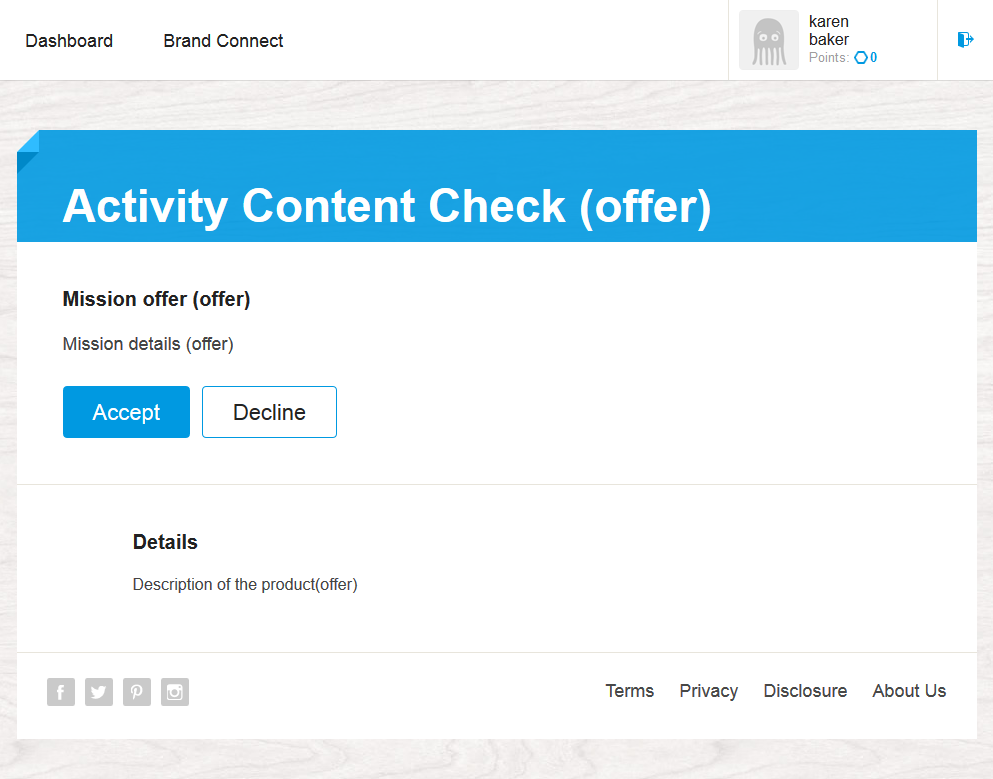 Dashboard
Brand Connect
karen
baker
Points: 0
Activity Content Check (offer)
Mission offer (offer)
Mission details (offer)
Accept
Decline
Details
Description of the product(offer)
Terms
Privacy
Disclosure
About Us